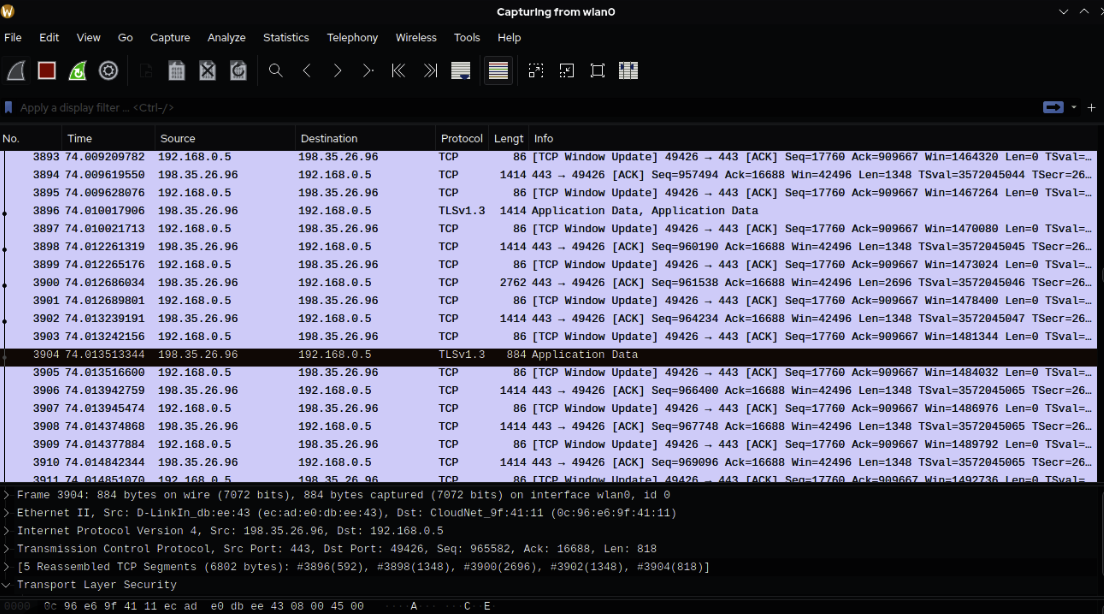 Capturing from wlan0
File Edit View Go Capture Analyze Statistics Telephony Wireless Tools Help
Apply a display filter … <Ctrl-/>
No. Time Source Destination Protocol Lengt Info
3893 74.009209782 192.168.0.5 198.35.26.96 TCP 86 [TCP Window Update] 49426 → 443 [ACK] Seq=17760 Ack=909667 Win=1464320 Len=0 TSval=…
3894 74.009619550 198.35.26.96 192.168.0.5 TCP 1414 443 → 49426 [ACK] Seq=957494 Ack=16688 Win=42496 Len=1348 TSval=3572045044 TSecr=26…
3895 74.009628076 192.168.0.5 198.35.26.96 TCP 86 [TCP Window Update] 49426 → 443 [ACK] Seq=17760 Ack=909667 Win=1467264 Len=0 TSval=…
3896 74.010017906 198.35.26.96 192.168.0.5 TLSv1.3 1414 Application Data, Application Data
3897 74.010021713 192.168.0.5 198.35.26.96 TCP 86 [TCP Window Update] 49426 → 443 [ACK] Seq=17760 Ack=909667 Win=1470080 Len=0 TSval=…
3898 74.012261319 198.35.26.96 192.168.0.5 TCP 1414 443 → 49426 [ACK] Seq=960190 Ack=16688 Win=42496 Len=1348 TSval=3572045045 TSecr=26…
3899 74.012265176 192.168.0.5 198.35.26.96 TCP 86 [TCP Window Update] 49426 → 443 [ACK] Seq=17760 Ack=909667 Win=1473024 Len=0 TSval=…
3900 74.012686034 198.35.26.96 192.168.0.5 TCP 2762 443 → 49426 [ACK] Seq=961538 Ack=16688 Win=42496 Len=2696 TSval=3572045046 TSecr=26…
3901 74.012689801 192.168.0.5 198.35.26.96 TCP 86 [TCP Window Update] 49426 → 443 [ACK] Seq=17760 Ack=909667 Win=1478400 Len=0 TSval=…
3902 74.013239191 198.35.26.96 192.168.0.5 TCP 1414 443 → 49426 [ACK] Seq=964234 Ack=16688 Win=42496 Len=1348 TSval=3572045047 TSecr=26…
3903 74.013242156 192.168.0.5 198.35.26.96 TCP 86 [TCP Window Update] 49426 → 443 [ACK] Seq=17760 Ack=909667 Win=1481344 Len=0 TSval=…
3904 74.013513344 198.35.26.96 192.168.0.5 TLSv1.3 884 Application Data
3905 74.013516600 192.168.0.5 198.35.26.96 TCP 86 [TCP Window Update] 49426 → 443 [ACK] Seq=17760 Ack=909667 Win=1484032 Len=0 TSval=…
3906 74.013942759 198.35.26.96 192.168.0.5 TCP 1414 443 → 49426 [ACK] Seq=966400 Ack=16688 Win=42496 Len=1348 TSval=3572045065 TSecr=26…
3907 74.013945474 192.168.0.5 198.35.26.96 TCP 86 [TCP Window Update] 49426 → 443 [ACK] Seq=17760 Ack=909667 Win=1486976 Len=0 TSval=…
3908 74.014374868 198.35.26.96 192.168.0.5 TCP 1414 443 → 49426 [ACK] Seq=967748 Ack=16688 Win=42496 Len=1348 TSval=3572045065 TSecr=26…
3909 74.014377884 192.168.0.5 198.35.26.96 TCP 86 [TCP Window Update] 49426 → 443 [ACK] Seq=17760 Ack=909667 Win=1489792 Len=0 TSval=…
3910 74.014842344 198.35.26.96 192.168.0.5 TCP 1414 443 → 49426 [ACK] Seq=969096 Ack=16688 Win=42496 Len=1348 TSval=3572045065 TSecr=26…
3911 74.014851070 192.168.0.5 198.35.26.96 TCP 86 [TCP Window Update] 49426 → 443 [ACK] Seq=17760 Ack=909667 Win=1492736 Len=0 TSval=…
Frame 3904: 884 bytes on wire (7072 bits), 884 bytes captured (7072 bits) on interface wlan0, id 0
Ethernet II, Src: D-LinkIn_db:ee:43 (ec:ad:e0:db:ee:43), Dst: CloudNet_9f:41:11 (0c:96:e6:9f:41:11)
Internet Protocol Version 4, Src: 198.35.26.96, Dst: 192.168.0.5
Transmission Control Protocol, Src Port: 443, Dst Port: 49426, Seq: 965582, Ack: 16688, Len: 818
[5 Reassembled TCP Segments (6802 bytes): #3896(592), #3898(1348), #3900(2696), #3902(1348), #3904(818)]
Transport Layer Security
0000 0c 96 e6 9f 41 11 ec ad e0 db ee 43 08 00 45 00 ····A··· ···C··E·